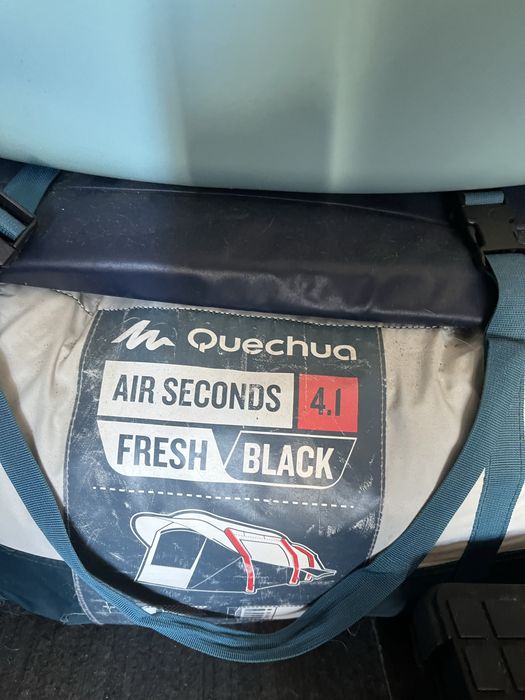 Quechua
AIR SECONDS 4.1
FRESH BLACK